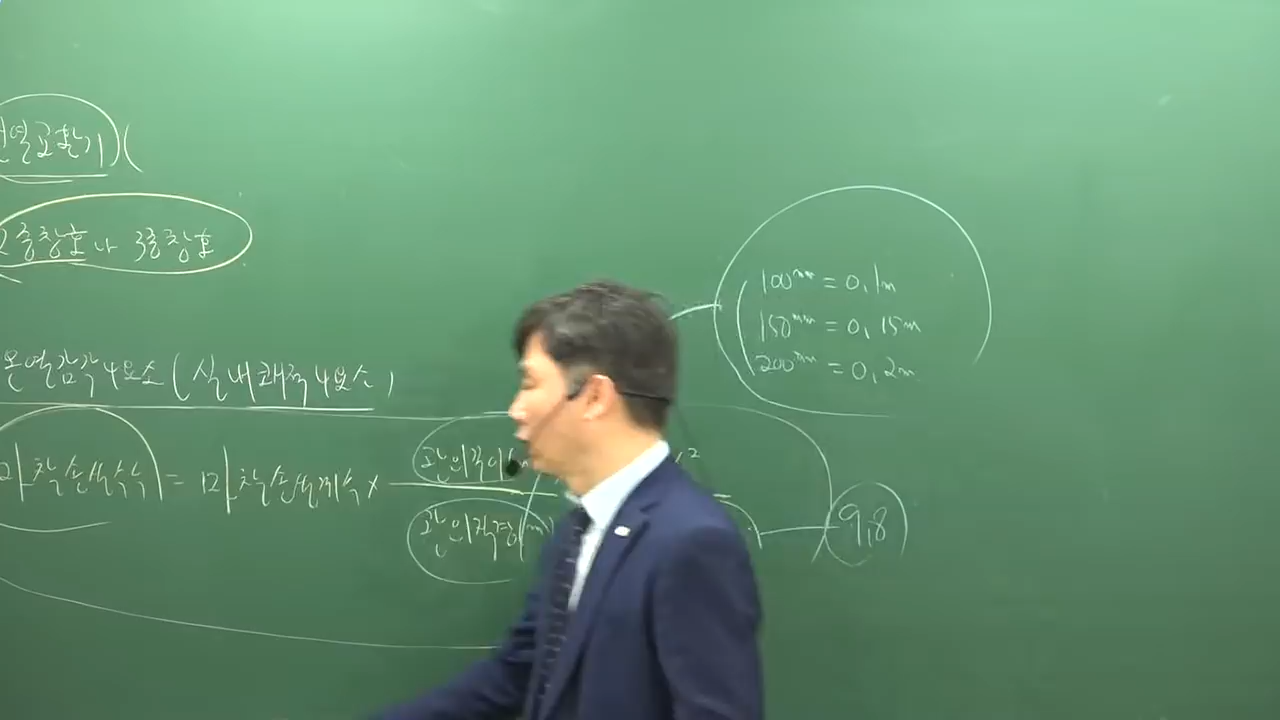 열교환기)(
2중창호 나 3중창호
100mm = 0,1m
150mm = 0,15m
200mm = 0,2m
온열감각4요소 (실내쾌적4요소)
마찰손실수두 = 마찰손실계수 ×
관의길이(m
2
관의직경(m)
9,8